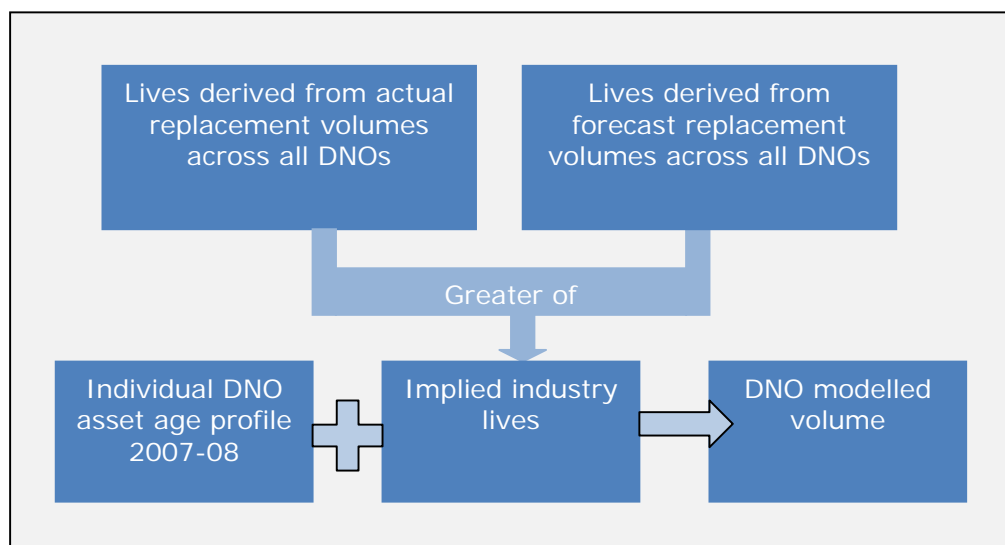 Lives derived from actual
replacement volumes
across all DNOs
Lives derived from
forecast replacement
volumes across all DNOs
Greater of
Individual DNO
asset age profile
2007-08
Implied industry
lives
DNO modelled
volume